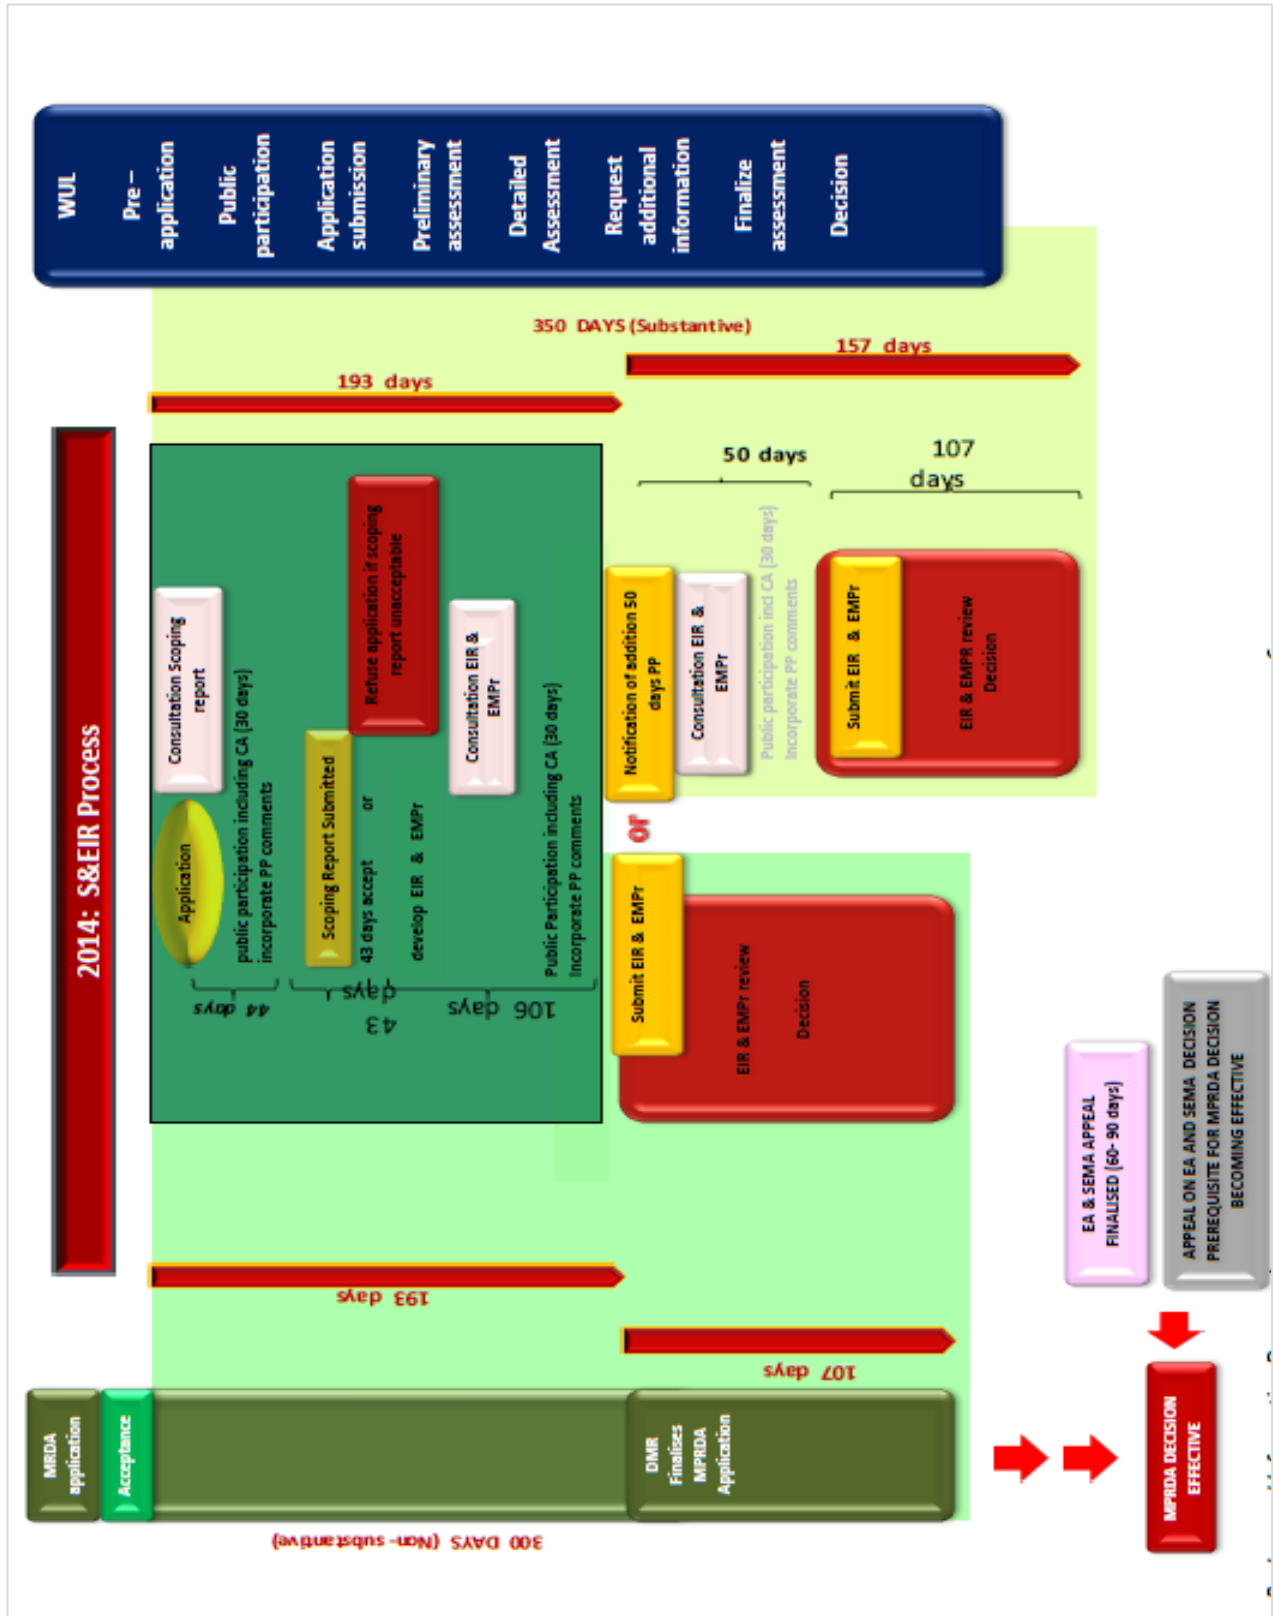 2014: S&EIR Process
MRDA
application
Acceptance
300 DAYS (Non-substantive)
DMR
Finalises
MPRDA
Application
193 days
107 days
Application
Consultation Scoping
report
44 days
public participation including CA (30 days)
incorporate PP comments
Scoping Report Submitted
43
days
43 days accept or
Refuse application if scoping
report unacceptable
develop EIR & EMPr
Consultation EIR &
EMPr
106 days
Public Participation including CA (30 days)
Incorporate PP comments
Submit EIR & EMPr
EIR & EMPr review
Decision
or
Notification of addition 50
days PP
Consultation EIR &
EMPr
Public participation incl CA (30 days)
Incorporate PP comments
Submit EIR & EMPr
EIR & EMPR review
Decision
50 days
107
days
193 days
350 DAYS (Substantive)
157 days
WUL
Pre –
application
Public
participation
Application
submission
Preliminary
assessment
Detailed
Assessment
Request
additional
information
Finalize
assessment
Decision
EA & SEMA APPEAL
FINALISED (60- 90 days)
MPRDA DECISION
EFFECTIVE
APPEAL ON EA AND SEMA DECISION
PREREQUISITE FOR MPRDA DECISION
BECOMING EFFECTIVE